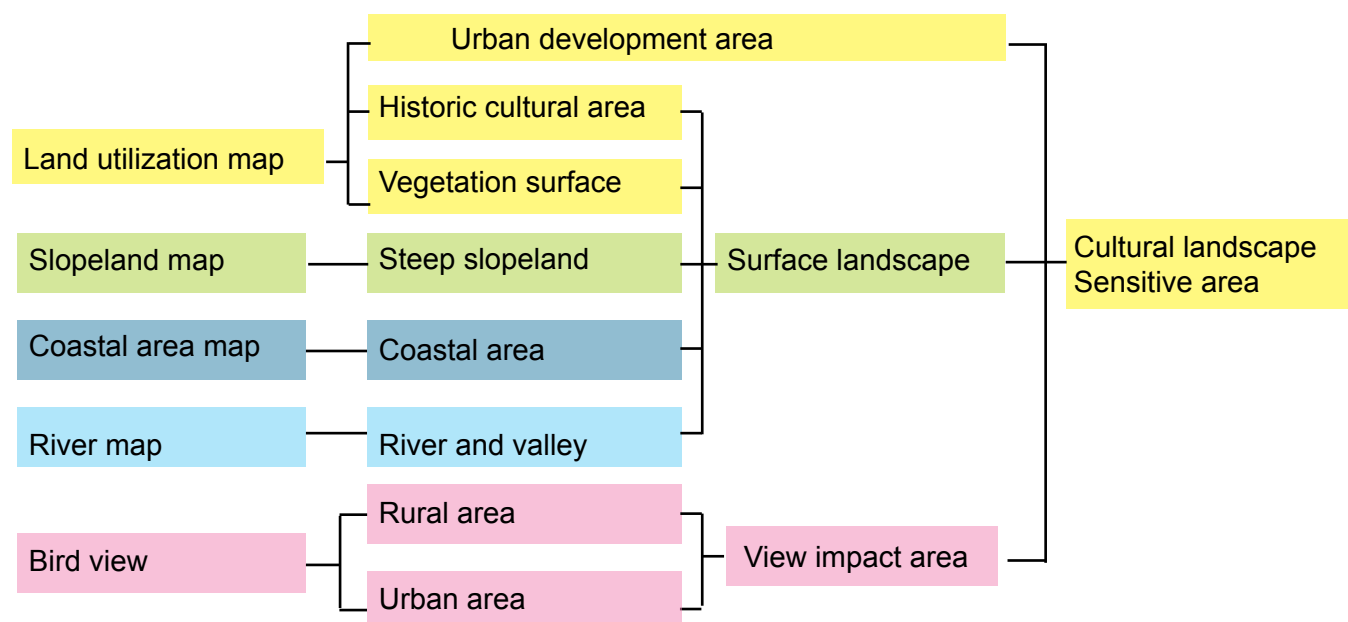 Urban development area
Historic cultural area
Land utilization map
Vegetation surface
Slopeland map
Steep slopeland
Surface landscape
Cultural landscape
Sensitive area
Coastal area map
Coastal area
River map
River and valley
Rural area
Bird view
View impact area
Urban area